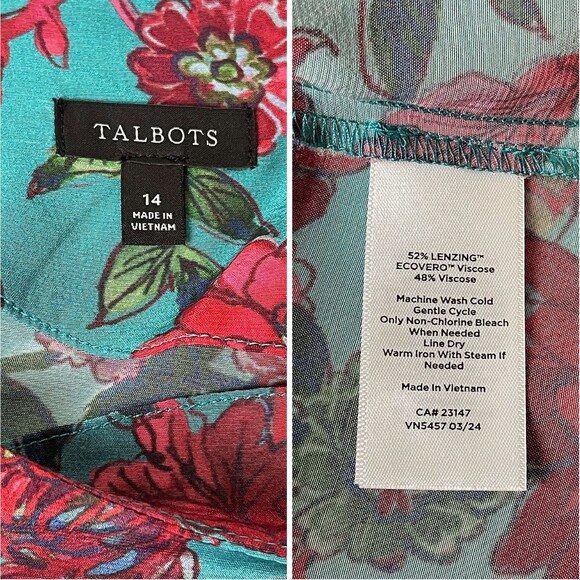 TALBOTS
14
MADE IN
VIETNAM
52% LENZING™
ECOVERO™ Viscose
48% Viscose
Machine Wash Cold
Gentle Cycle
Only Non-Chlorine Bleach
When Needed
Line Dry
Warm Iron With Steam If
Needed
Made In Vietnam
CA# 23147
VN5457 03/24